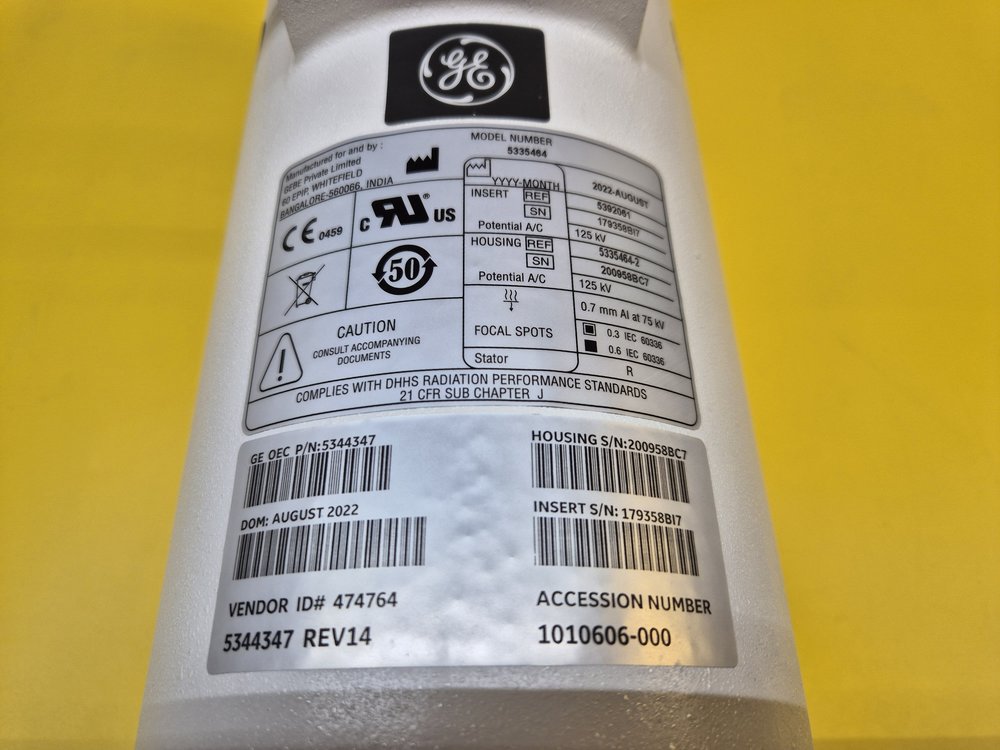 GE
MODEL NUMBER
5335464
Manufactured for and by :
GEBE Private Limited
60 EPIP, WHITEFIELD
BANGALORE-560066, INDIA
YYYY-MONTH 2022-AUGUST
INSERT REF 5392061
SN 179358BI7
Potential A/C 125 kV
HOUSING REF 5335464-2
SN 200958BC7
Potential A/C 125 kV
0.7 mm Al at 75 kV
FOCAL SPOTS 0.3 IEC 60336
0.6 IEC 60336
Stator R
CE 0459
c RU® US
50
CAUTION
CONSULT ACCOMPANYING
DOCUMENTS
COMPLIES WITH DHHS RADIATION PERFORMANCE STANDARDS
21 CFR SUB CHAPTER J
GE OEC P/N:5344347
HOUSING S/N:200958BC7
DOM: AUGUST 2022
INSERT S/N: 179358BI7
VENDOR ID# 474764
5344347 REV14
ACCESSION NUMBER
1010606-000